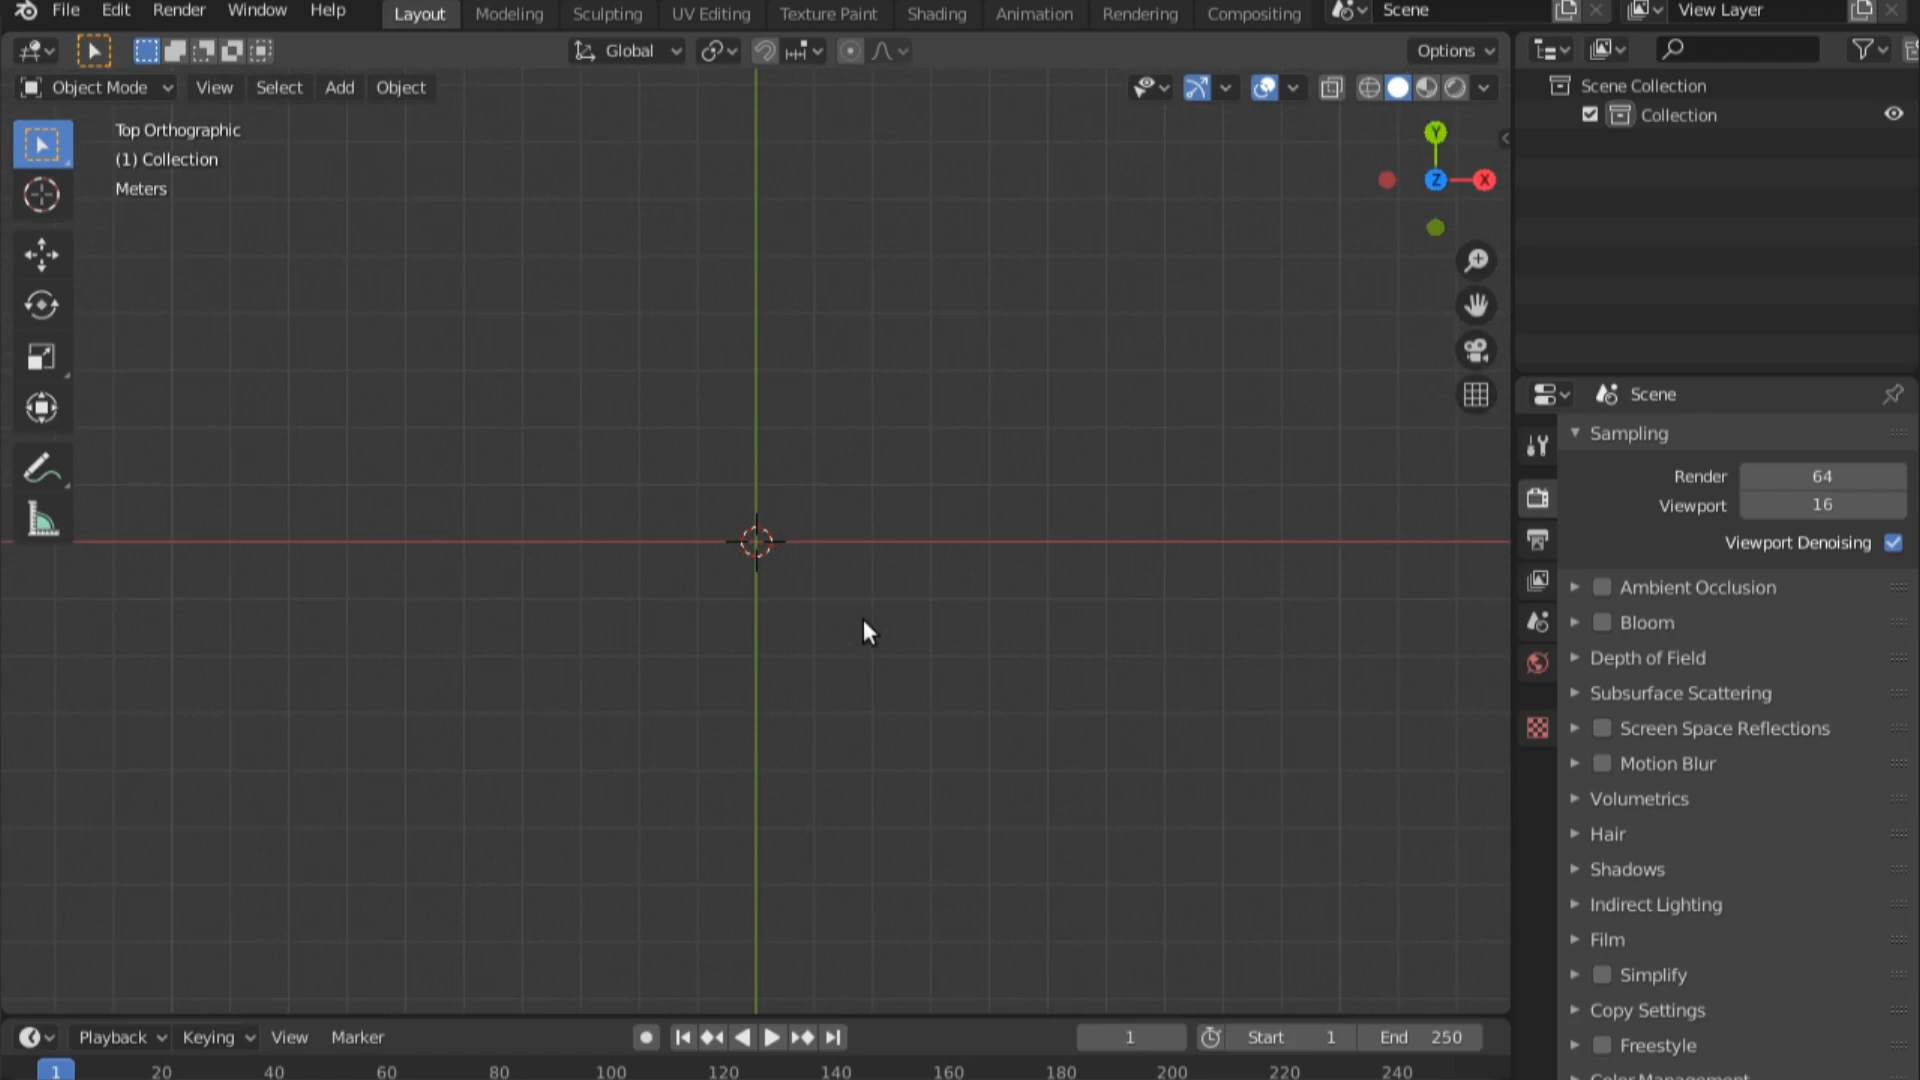 File Edit Render Window Help Layout Modeling Sculpting UV Editing Texture Paint Shading Animation Rendering Compositing Scene View Layer
Global Options
Object Mode View Select Add Object
Top Orthographic
(1) Collection
Meters
Y
Z X
Scene Collection
Collection
Scene
Sampling
Render 64
Viewport 16
Viewport Denoising
Ambient Occlusion
Bloom
Depth of Field
Subsurface Scattering
Screen Space Reflections
Motion Blur
Volumetrics
Hair
Shadows
Indirect Lighting
Film
Simplify
Copy Settings
Freestyle
Color Management
Playback Keying View Marker 1 Start 1 End 250
1 20 40 60 80 100 120 140 160 180 200 220 240